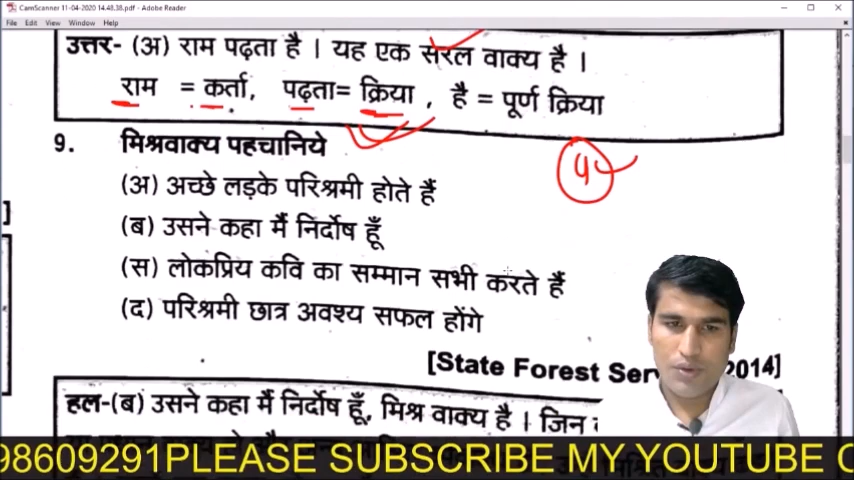 CamScanner 11-04-2020 14.48.38.pdf - Adobe Reader
File Edit View Window Help
उत्तर- (अ) राम पढ़ता है । यह एक सरल वाक्य है ।
राम = कर्ता, पढ़ता= क्रिया , है = पूर्ण क्रिया
9. मिश्रवाक्य पहचानिये
(अ) अच्छे लड़के परिश्रमी होते हैं
(ब) उसने कहा मैं निर्दोष हूँ
(स) लोकप्रिय कवि का सम्मान सभी करते हैं
(द) परिश्रमी छात्र अवश्य सफल होंगे
[State Forest Ser 2014]
हल-(ब) उसने कहा मैं निर्दोष हूँ, मिश्र वाक्य है । जिन
98609291PLEASE SUBSCRIBE MY YOUTUBE C